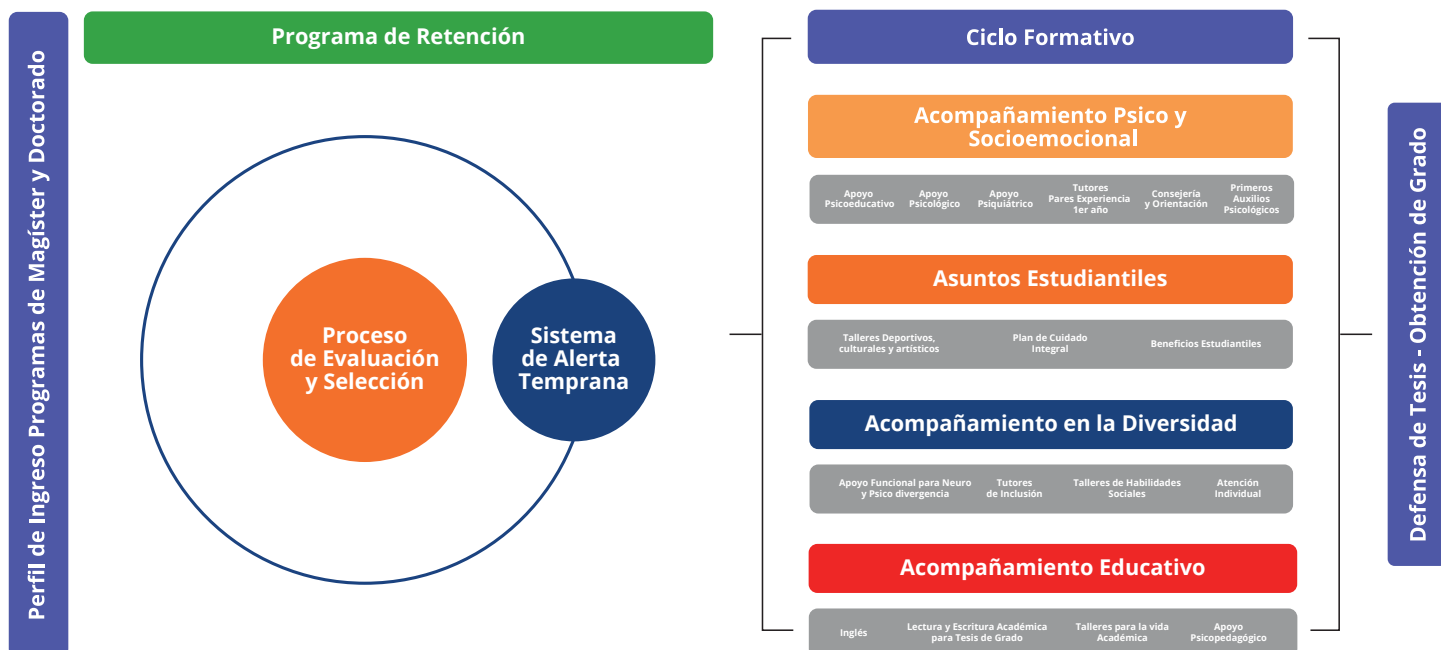 Perfil de Ingreso Programas de Magíster y Doctorado
Programa de Retención
Proceso
de Evaluación
y Selección
Sistema
de Alerta
Temprana
Ciclo Formativo
Acompañamiento Psico y
Socioemocional
Apoyo
Psicoeducativo
Apoyo
Psicológico
Apoyo
Psiquiátrico
Tutores
Pares Experiencia
1er año
Consejería
y Orientación
Primeros
Auxilios
Psicológicos
Asuntos Estudiantiles
Talleres Deportivos,
culturales y artísticos
Plan de Cuidado
Integral
Beneficios Estudiantiles
Acompañamiento en la Diversidad
Apoyo Funcional para Neuro
y Psico divergencia
Tutores
de Inclusión
Talleres de Habilidades
Sociales
Atención
Individual
Acompañamiento Educativo
Inglés
Lectura y Escritura Académica
para Tesis de Grado
Talleres para la vida
Académica
Apoyo
Psicopedagógico
Defensa de Tesis - Obtención de Grado